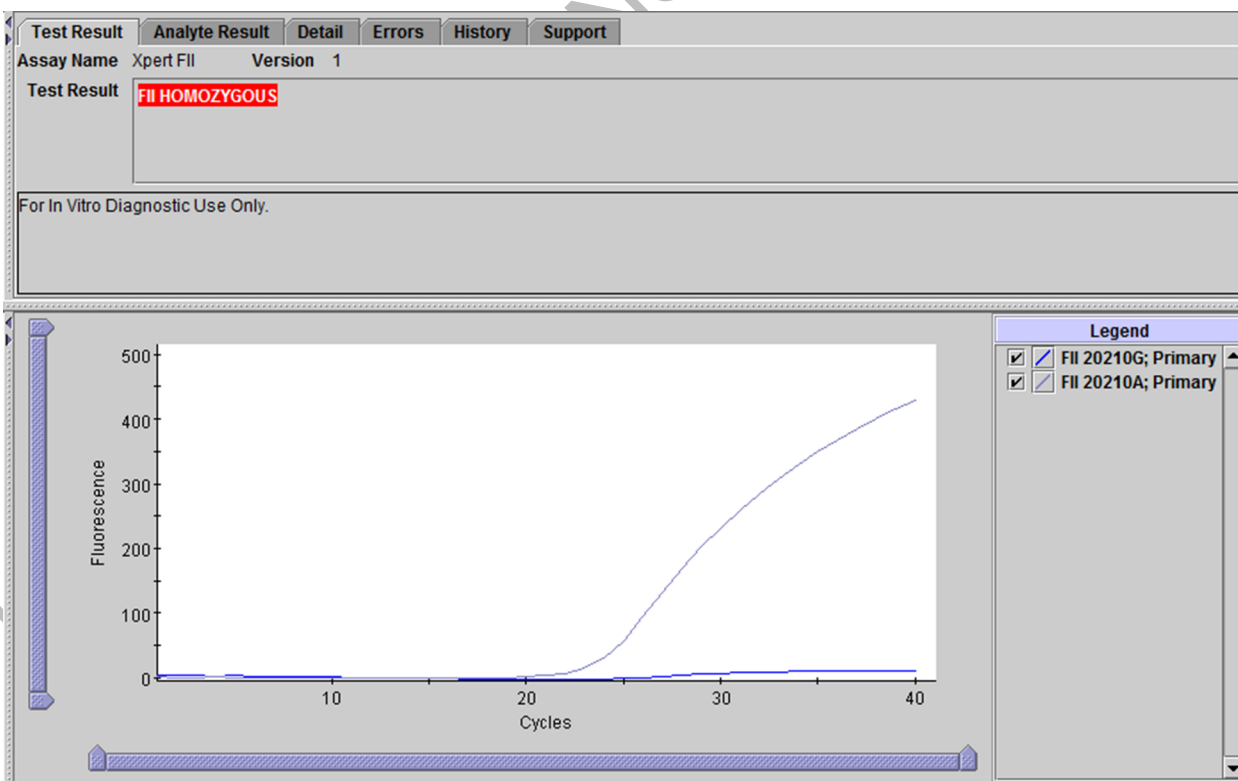 Test Result Analyte Result Detail Errors History Support
Assay Name Xpert FII Version 1
Test Result FII HOMOZYGOUS
For In Vitro Diagnostic Use Only.
Legend
FII 20210G; Primary
FII 20210A; Primary
Fluorescence
500
400
300
200
100
0
10 20 30 40
Cycles